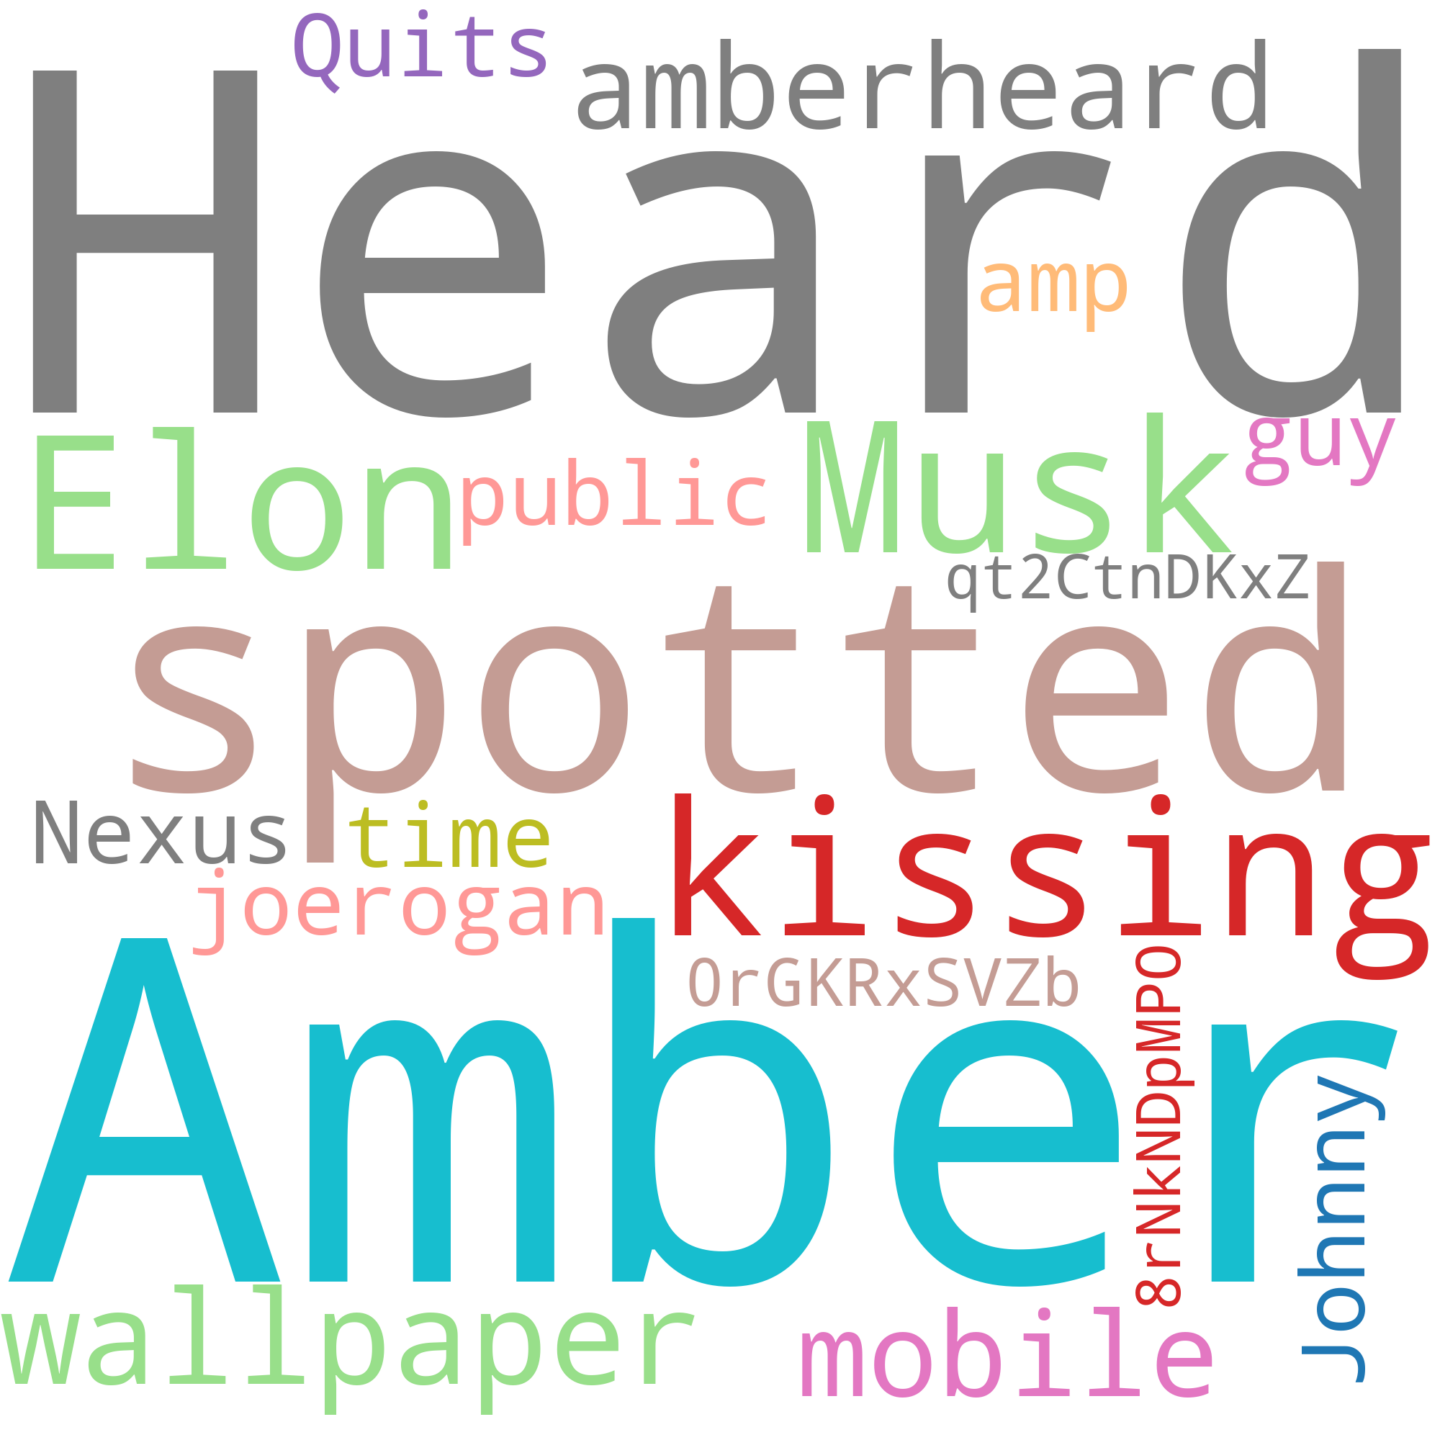 Quits
amberheard
Heard
amp
Elon
public
Musk
guy
qt2CtnDKxZ
spotted
Nexus
time
kissing
joerogan
0rGKRxSVZb
8rNkNDpMPO
Amber
Johnny
wallpaper
mobile